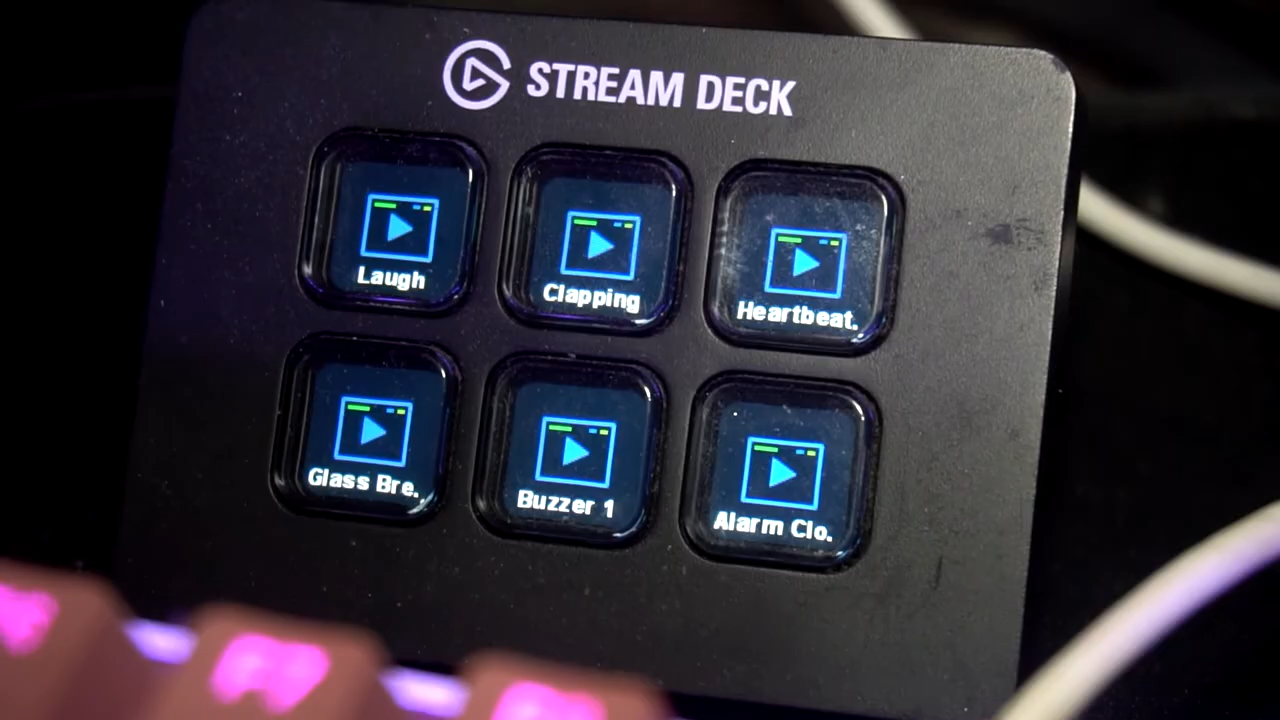 STREAM DECK
Laugh
Clapping
Heartbeat.
Glass Bre.
Buzzer 1
Alarm Clo.